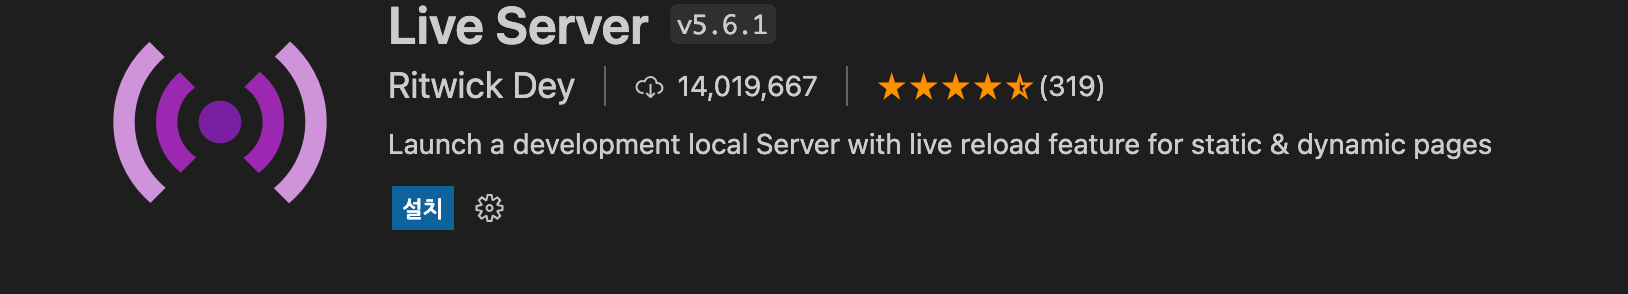 Live Server v5.6.1
Ritwick Dey 14,019,667 (319)
Launch a development local Server with live reload feature for static & dynamic pages
설치